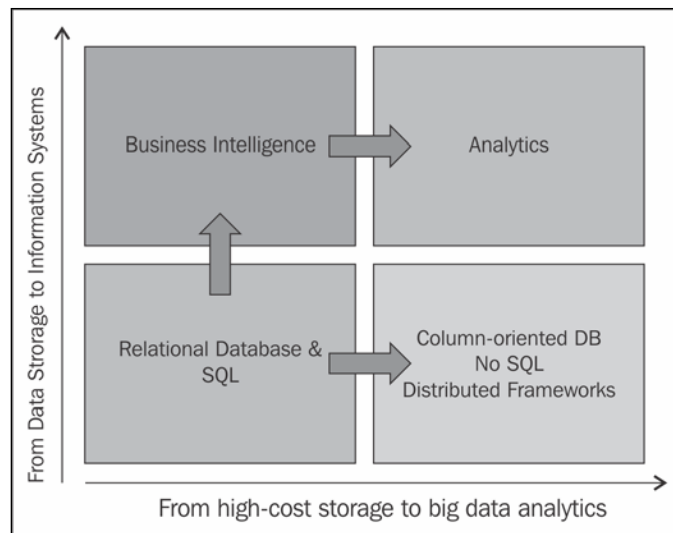 From Data Strorage to Information Systems
Business Intelligence
Analytics
Relational Database &
SQL
Column-oriented DB
No SQL
Distributed Frameworks
From high-cost storage to big data analytics